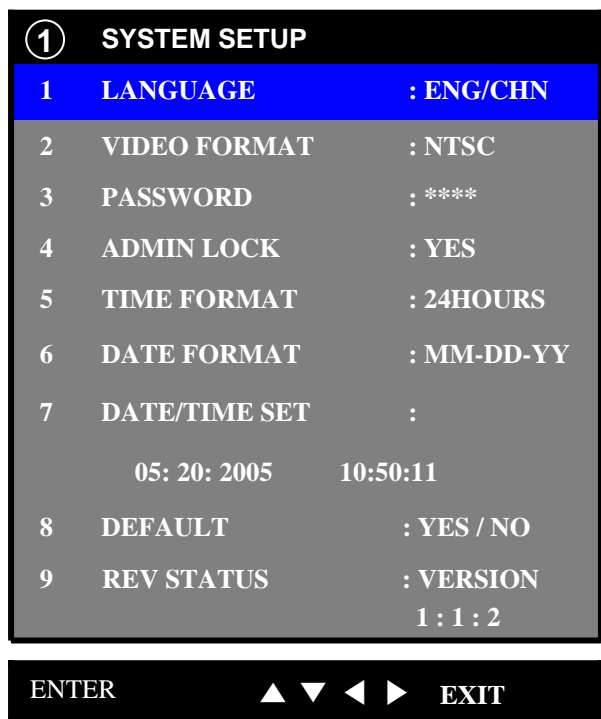 1 SYSTEM SETUP
1 LANGUAGE : ENG/CHN
2 VIDEO FORMAT : NTSC
3 PASSWORD : ****
4 ADMIN LOCK : YES
5 TIME FORMAT : 24HOURS
6 DATE FORMAT : MM-DD-YY
7 DATE/TIME SET :
05: 20: 2005 10:50:11
8 DEFAULT : YES / NO
9 REV STATUS : VERSION
1 : 1 : 2
ENTER ▲ ▼ ◀ ▶ EXIT